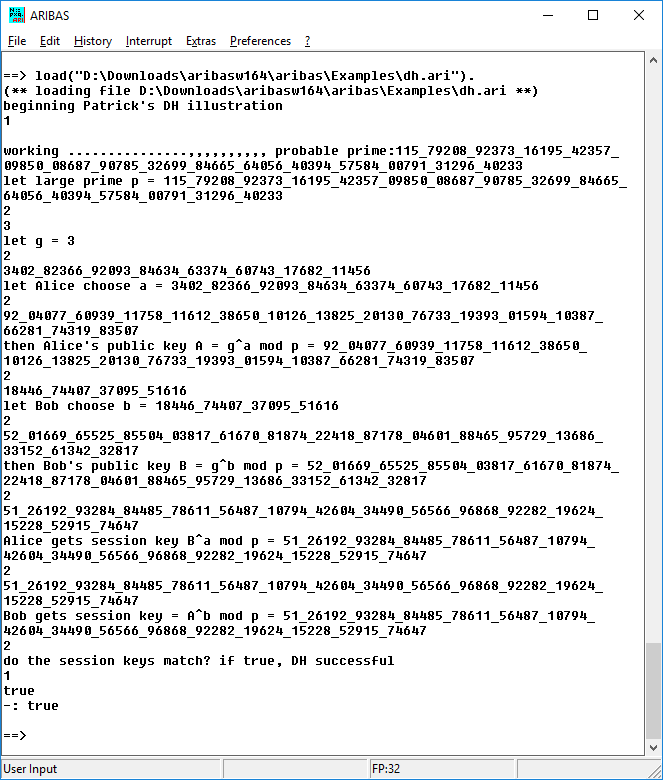 ARIBAS
File Edit History Interrupt Extras Preferences ?
==> load("D:\Downloads\aribasw164\aribas\Examples\dh.ari").
(** loading file D:\Downloads\aribasw164\aribas\Examples\dh.ari **)
beginning Patrick's DH illustration
1
working ...............,,,,,,,,,, probable prime:115_79208_92373_16195_42357_
09850_08687_90785_32699_84665_64056_40394_57584_00791_31296_40233
let large prime p = 115_79208_92373_16195_42357_09850_08687_90785_32699_84665_
64056_40394_57584_00791_31296_40233
2
3
let g = 3
2
3402_82366_92093_84634_63374_60743_17682_11456
let Alice choose a = 3402_82366_92093_84634_63374_60743_17682_11456
2
92_04077_60939_11758_11612_38650_10126_13825_20130_76733_19393_01594_10387_
66281_74319_83507
then Alice's public key A = g^a mod p = 92_04077_60939_11758_11612_38650_
10126_13825_20130_76733_19393_01594_10387_66281_74319_83507
2
18446_74407_37095_51616
let Bob choose b = 18446_74407_37095_51616
2
52_01669_65525_85504_03817_61670_81874_22418_87178_04601_88465_95729_13686_
33152_61342_32817
then Bob's public key B = g^b mod p = 52_01669_65525_85504_03817_61670_81874_
22418_87178_04601_88465_95729_13686_33152_61342_32817
2
51_26192_93284_84485_78611_56487_10794_42604_34490_56566_96868_92282_19624_
15228_52915_74647
Alice gets session key B^a mod p = 51_26192_93284_84485_78611_56487_10794_
42604_34490_56566_96868_92282_19624_15228_52915_74647
2
51_26192_93284_84485_78611_56487_10794_42604_34490_56566_96868_92282_19624_
15228_52915_74647
Bob gets session key = A^b mod p = 51_26192_93284_84485_78611_56487_10794_
42604_34490_56566_96868_92282_19624_15228_52915_74647
2
do the session keys match? if true, DH successful
1
true
-: true
==>
User Input FP:32